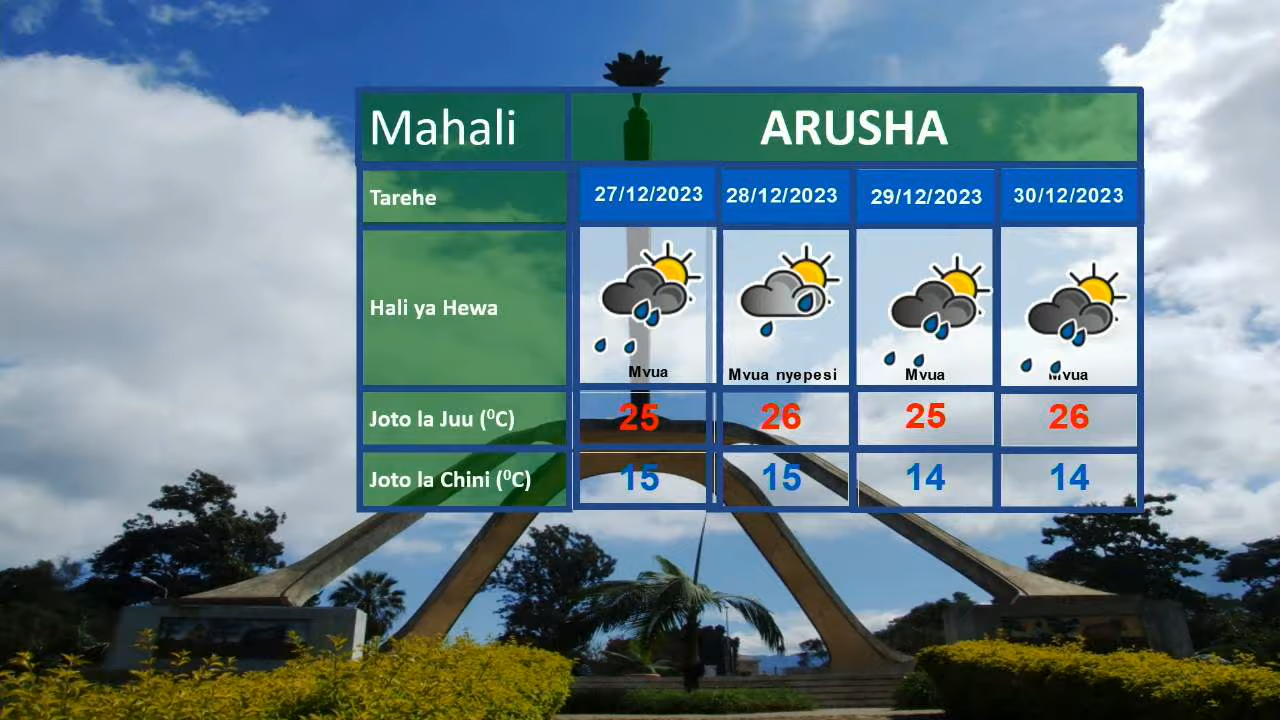 Mahali ARUSHA
Tarehe 27/12/2023 28/12/2023 29/12/2023 30/12/2023
Hali ya Hewa
Mvua Mvua nyepesi Mvua Mvua
Joto la Juu (⁰C) 25 26 25 26
Joto la Chini (⁰C) 15 15 14 14